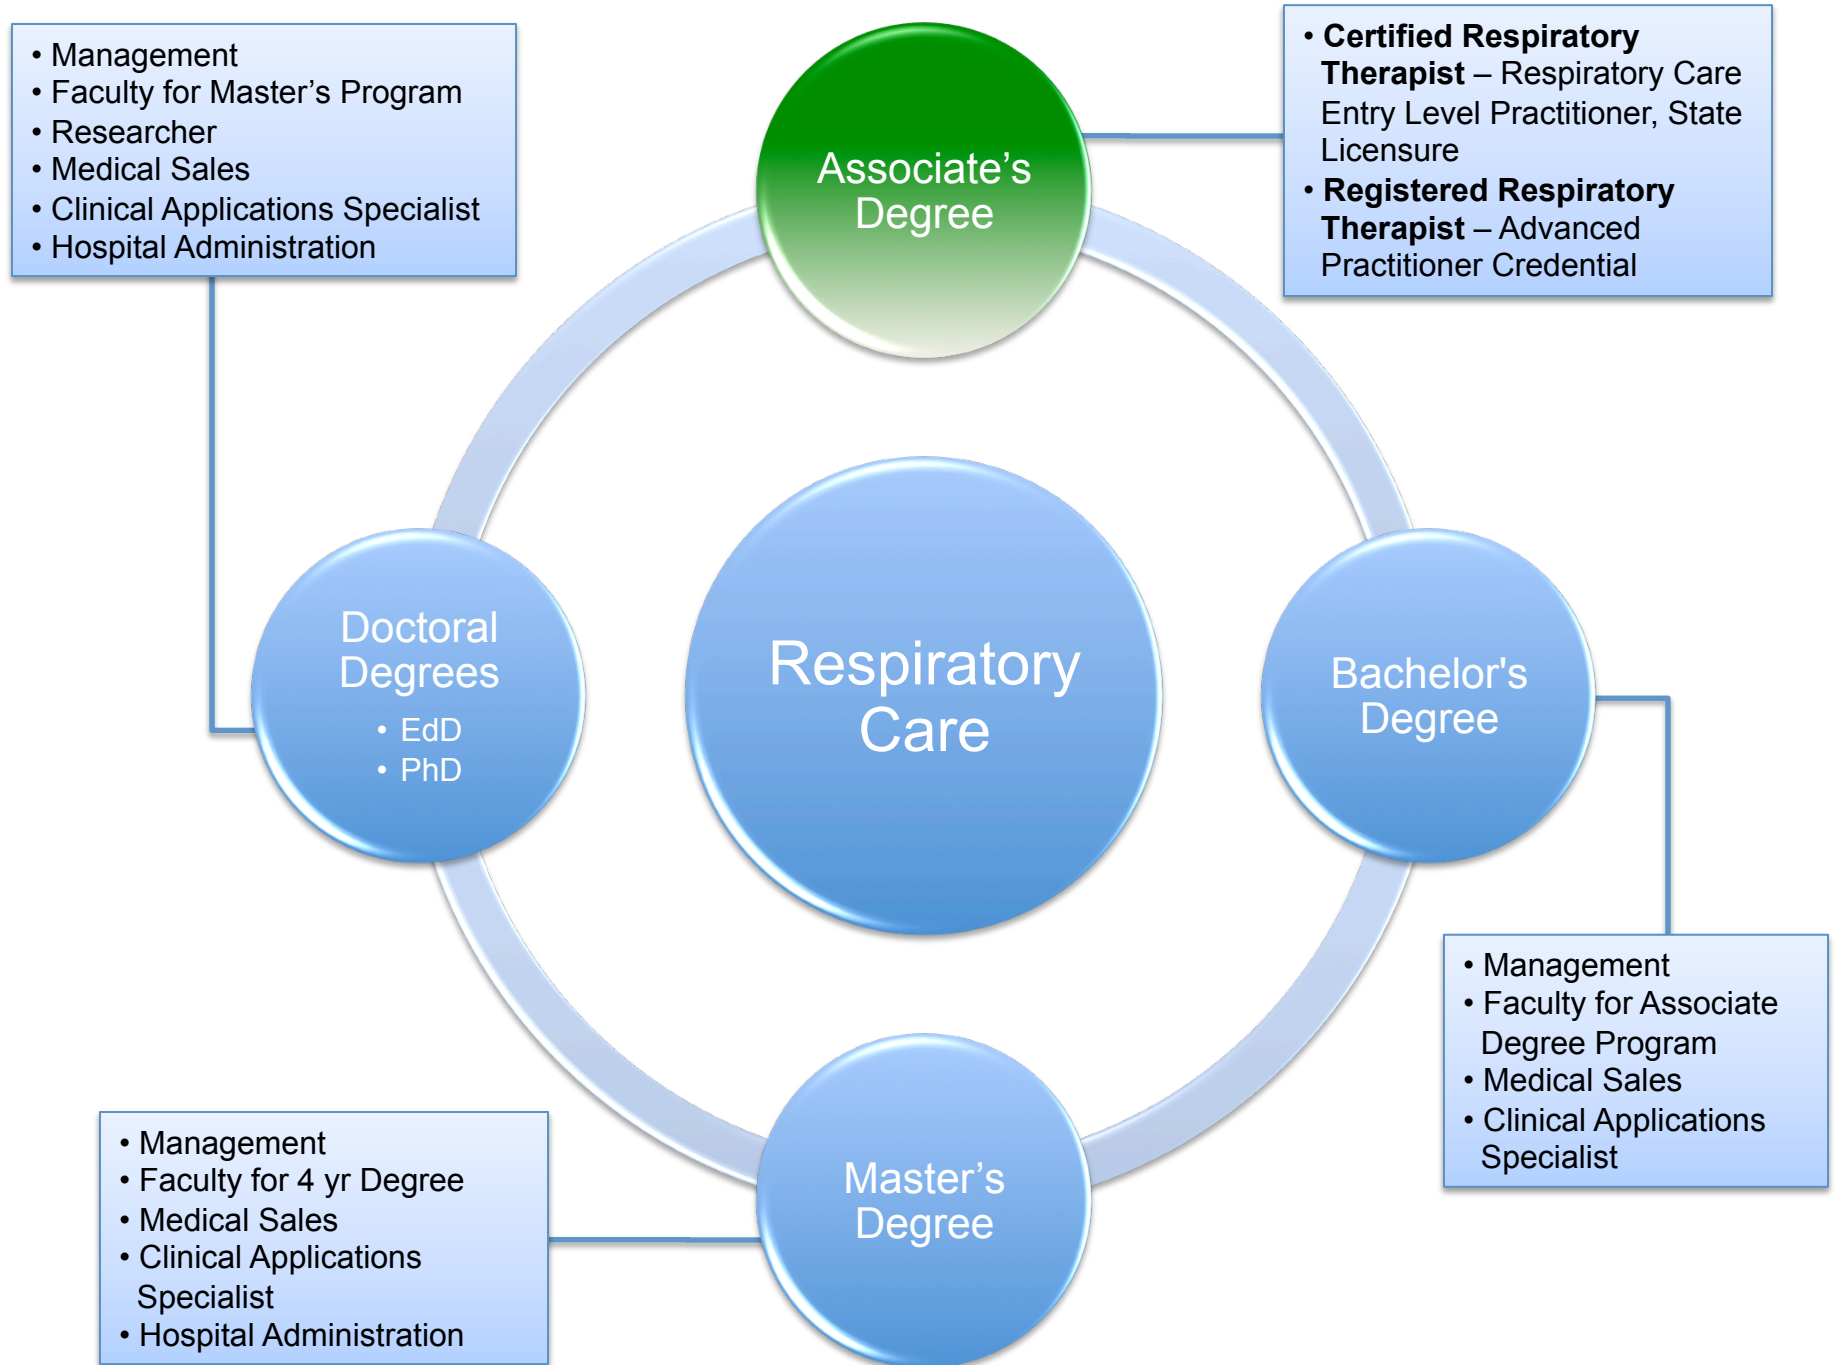 • Management
• Faculty for Master’s Program
• Researcher
• Medical Sales
• Clinical Applications Specialist
• Hospital Administration
Associate’s
Degree
• Certified Respiratory
Therapist – Respiratory Care
Entry Level Practitioner, State
Licensure
• Registered Respiratory
Therapist – Advanced
Practitioner Credential
Doctoral
Degrees
• EdD
• PhD
Respiratory
Care
Bachelor's
Degree
• Management
• Faculty for Associate
Degree Program
• Medical Sales
• Clinical Applications
Specialist
• Management
• Faculty for 4 yr Degree
• Medical Sales
• Clinical Applications
Specialist
• Hospital Administration
Master’s
Degree